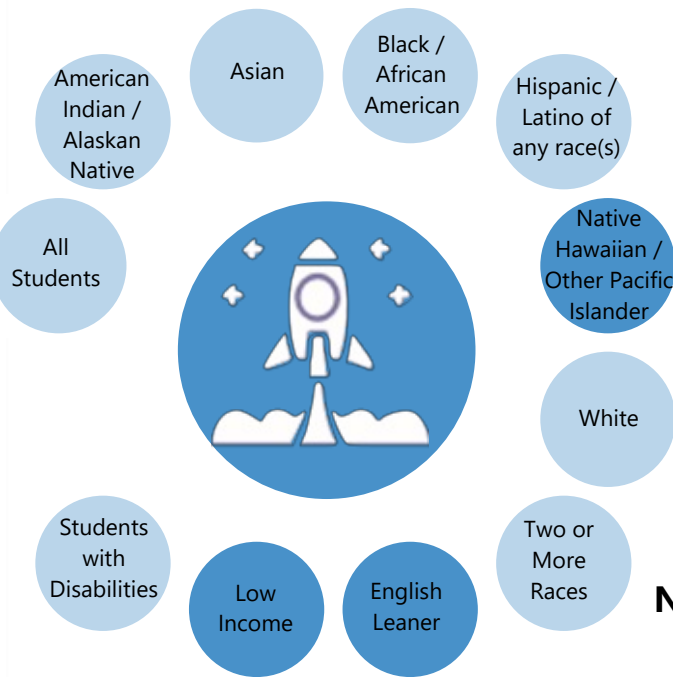 American
Indian /
Alaskan
Native
Asian
Black /
African
American
Hispanic /
Latino of
any race(s)
All
Students
Native
Hawaiian /
Other Pacific
Islander
White
Students
with
Disabilities
Low
Income
English
Leaner
Two or
More
Races
N